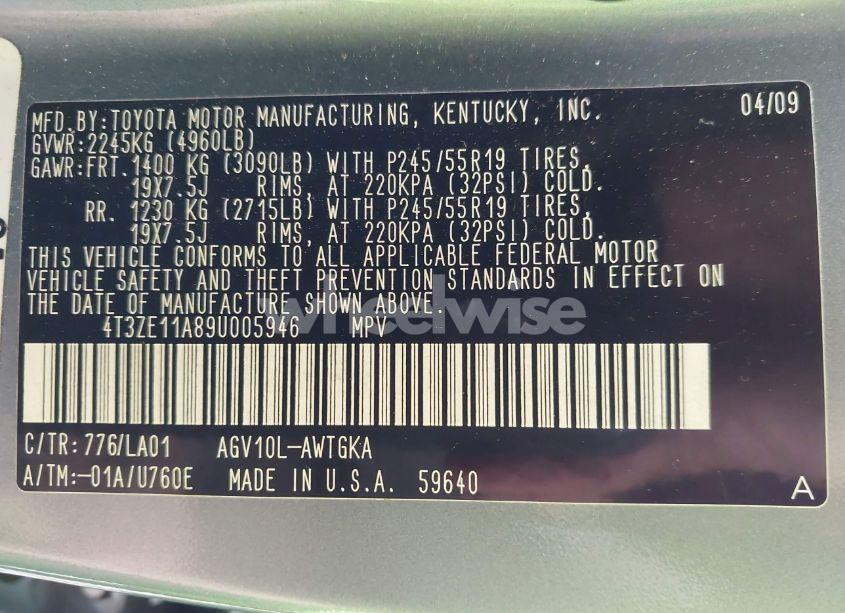 MFD.BY:TOYOTA MOTOR MANUFACTURING, KENTUCKY, INC. 04/09
GVWR:2245KG (4960LB)
GAWR:FRT.1400 KG (3090LB) WITH P245/55R19 TIRES,
19X7.5J RIMS, AT 220KPA (32PSI) COLD.
RR. 1230 KG (2715LB) WITH P245/55R19 TIRES,
19X7.5J RIMS, AT 220KPA (32PSI) COLD.
THIS VEHICLE CONFORMS TO ALL APPLICABLE FEDERAL MOTOR
VEHICLE SAFETY AND THEFT PREVENTION STANDARDS IN EFFECT ON
THE DATE OF MANUFACTURE SHOWN ABOVE.
wheelwise
4T3ZE11A89U005946 MPV
C/TR:776/LA01 AGV10L-AWTGKA
A/TM:-01A/U760E MADE IN U.S.A. 59640 A